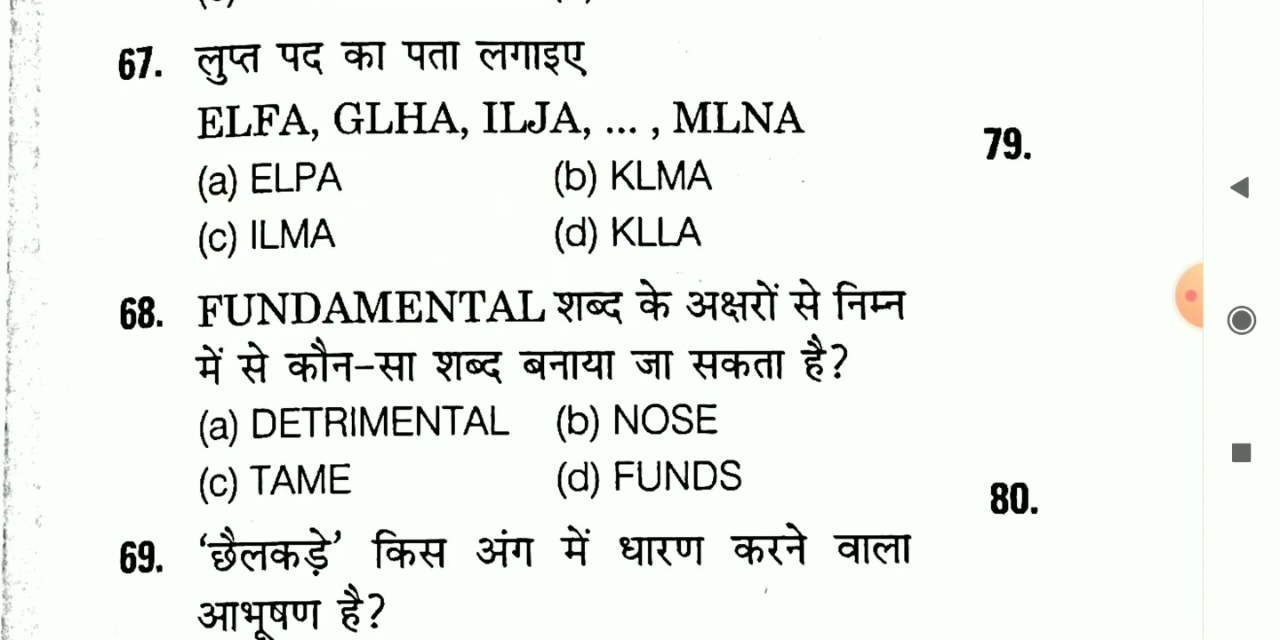 67. लुप्त पद का पता लगाइए
ELFA, GLHA, ILJA, ... , MLNA
(a) ELPA (b) KLMA
(c) ILMA (d) KLLA
68. FUNDAMENTAL शब्द के अक्षरों से निम्न
में से कौन-सा शब्द बनाया जा सकता है?
(a) DETRIMENTAL (b) NOSE
(c) TAME (d) FUNDS
69. ‘छैलकड़े’ किस अंग में धारण करने वाला
आभूषण है?
79.
80.